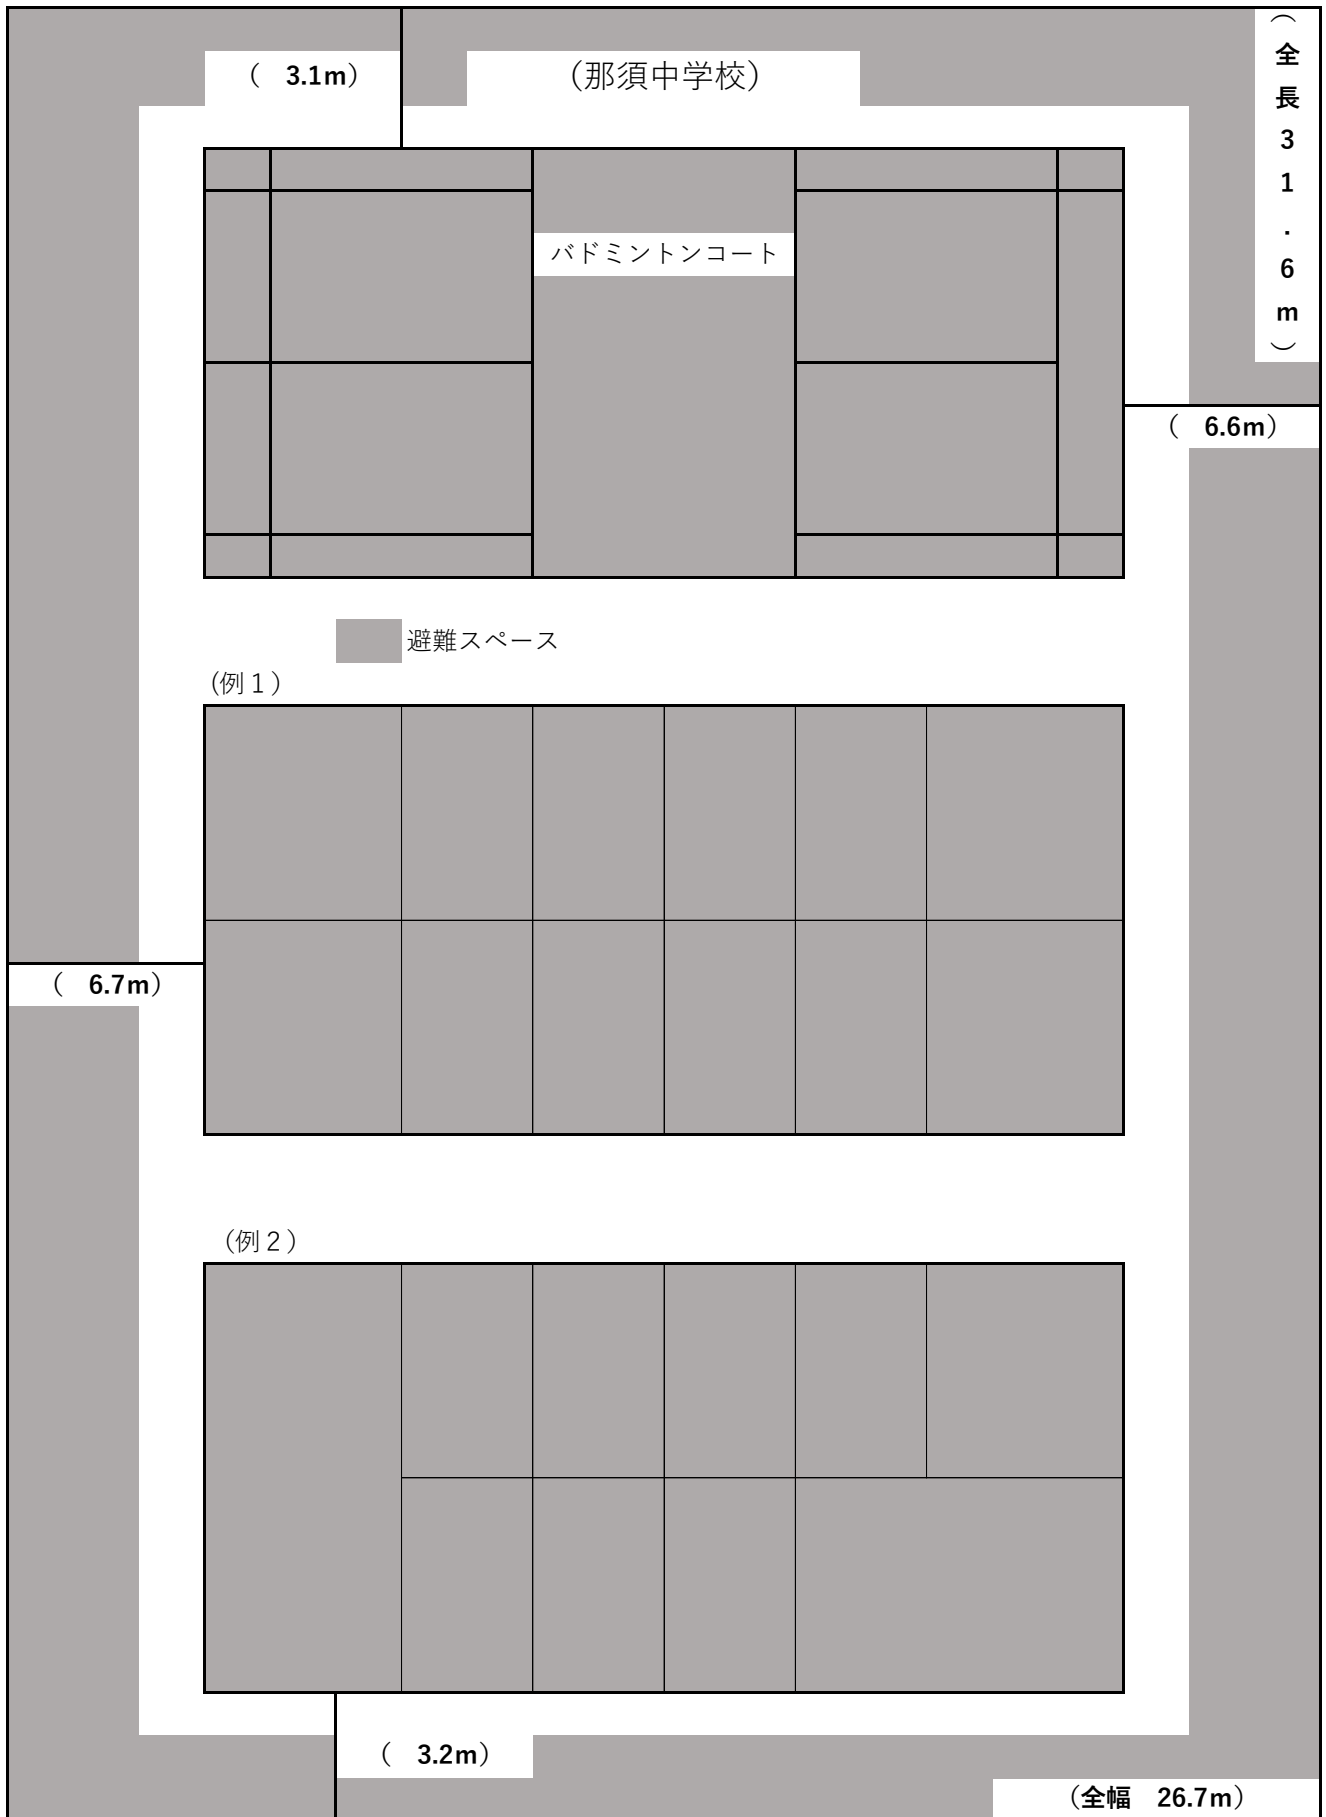 （　3.1m）
（那須中学校）
（全長31.6m）
バドミントンコート
（　6.6m）
避難スペース
（例１）
（　6.7m）
（例２）
（　3.2m）
（全幅　26.7m）